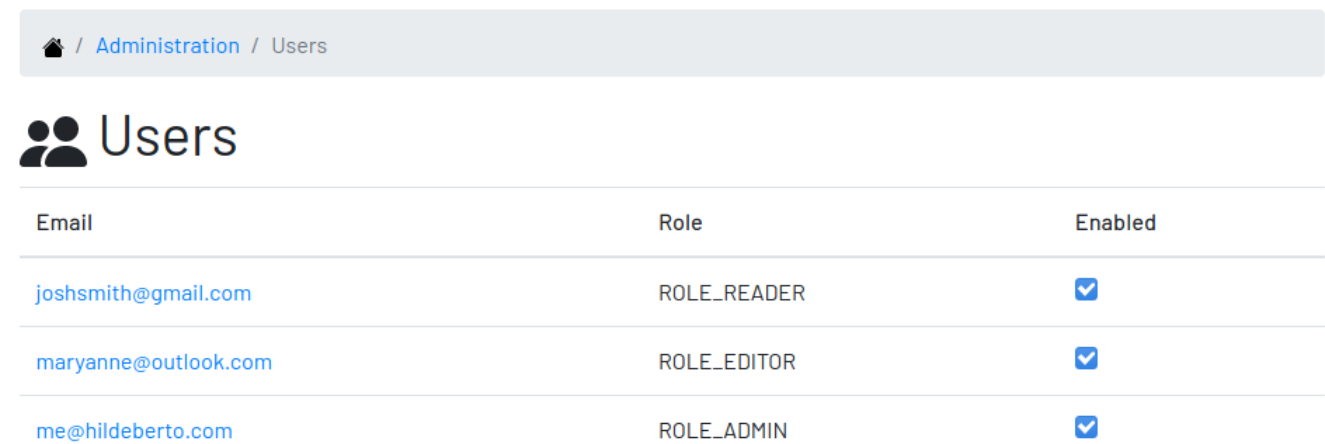 / Administration / Users
Users
Email Role Enabled
joshsmith@gmail.com ROLE_READER
maryanne@outlook.com ROLE_EDITOR
me@hildeberto.com ROLE_ADMIN